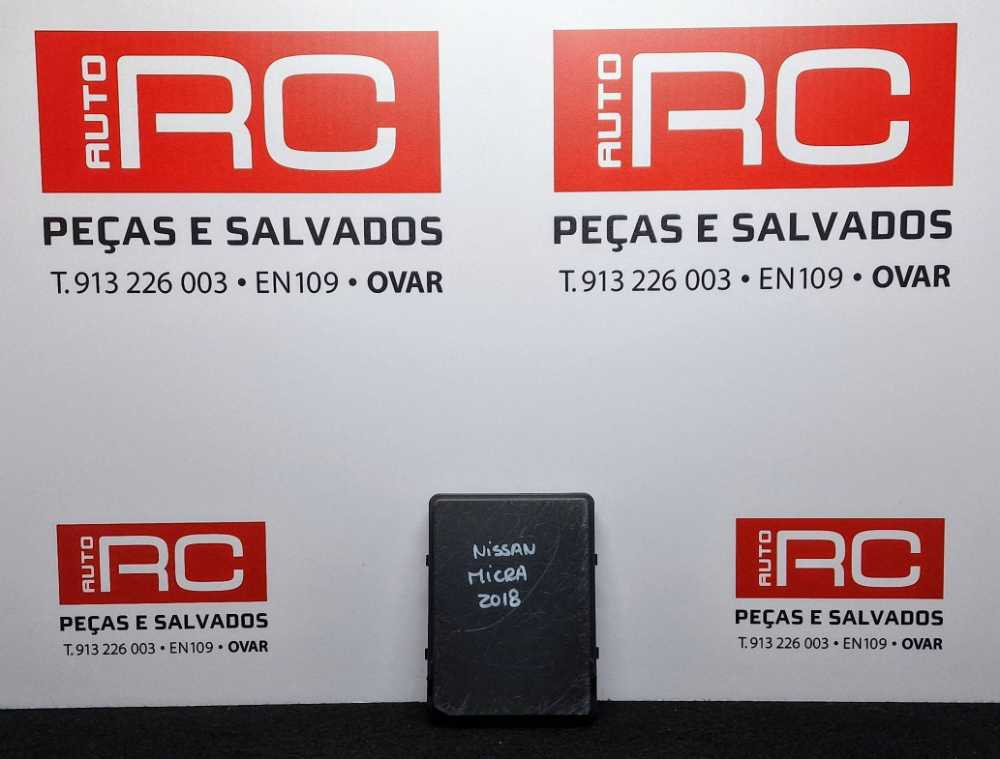 AUTO RC
PEÇAS E SALVADOS
T. 913 226 003 • EN109 • OVAR
AUTO RC
PEÇAS E SALVADOS
T. 913 226 003 • EN109 • OVAR
NiSSAN
MiCRA
2018
AUTO RC
PEÇAS E SALVADOS
T. 913 226 003 • EN109 • OVAR
AUTO RC
PEÇAS E SALVADOS
T. 913 226 003 • EN109 • OVAR